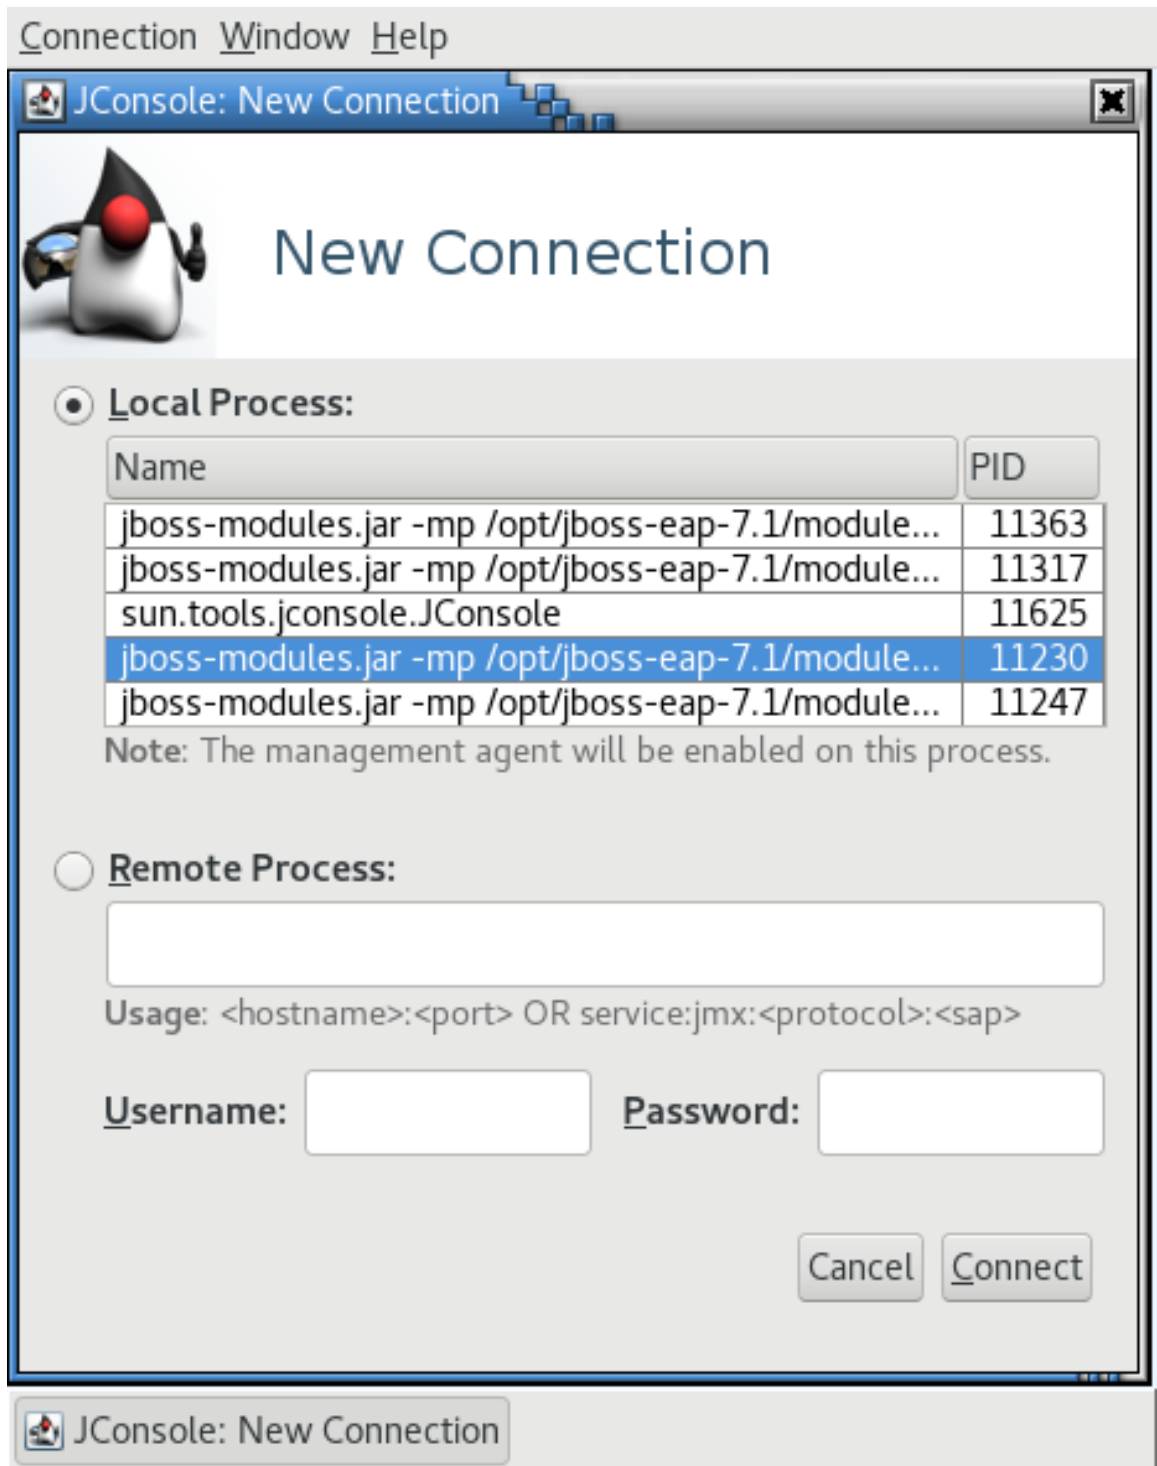 Connection Window Help
JConsole: New Connection
New Connection
Local Process:
Name PID
jboss-modules.jar -mp /opt/jboss-eap-7.1/module... 11363
jboss-modules.jar -mp /opt/jboss-eap-7.1/module... 11317
sun.tools.jconsole.JConsole 11625
jboss-modules.jar -mp /opt/jboss-eap-7.1/module... 11230
jboss-modules.jar -mp /opt/jboss-eap-7.1/module... 11247
Note: The management agent will be enabled on this process.
Remote Process:
Usage: <hostname>:<port> OR service:jmx:<protocol>:<sap>
Username: Password:
Cancel Connect
JConsole: New Connection